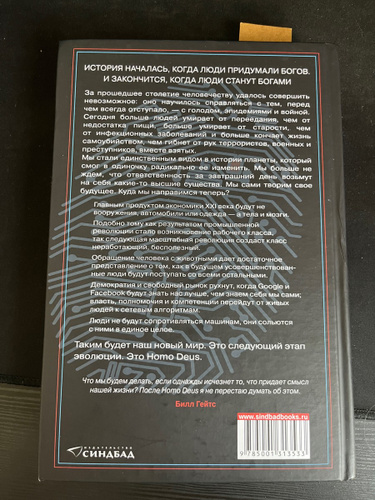 ИСТОРИЯ НАЧАЛАСЬ, КОГДА ЛЮДИ ПРИДУМАЛИ БОГОВ.
И ЗАКОНЧИТСЯ, КОГДА ЛЮДИ СТАНУТ БОГАМИ
За прошедшее столетие человечеству удалось совершить
невозможное: оно научилось справляться с тем, перед
чем всегда отступало, — с голодом, эпидемиями и войной.
Сегодня больше людей умирает от переедания, чем от
недостатка пищи, больше умирает от старости, чем
от инфекционных заболеваний и больше кончает жизнь
самоубийством, чем гибнет от рук террористов, военных и
преступников, вместе взятых.
Мы стали единственным видом в истории планеты, который
смог в одиночку радикально ее изменить. Мы больше не
ждем, что ответственность за завтрашний день возьмут
на себя какие-то высшие существа. Мы сами творим свое
будущее. Куда мы направимся теперь?
Главным продуктом экономики XXI века будут не
вооружения, автомобили или одежда — а тела и мозги.
Подобно тому как результатом промышленной
революции стало возникновение рабочего класса,
так следующая масштабная революция создаст класс
неработающий, бесполезный.
Обращение человека с животными дает достаточное
представление о том, как в будущем усовершенствован-
ные люди будут поступать со всеми остальными.
Демократия и свободный рынок рухнут, когда Google и
Facebook будут знать нас лучше, чем знаем себя мы сами;
власть, полномочия и компетенции перейдут от живых
людей к сетевым алгоритмам.
Люди не будут сопротивляться машинам, они сольются
с ними в единое целое.
Таким будет наш новый мир. Это следующий этап
эволюции. Это Homo Deus.
Что мы будем делать, если однажды исчезнет то, что придает смысл
нашей жизни? После Homo Deus я не перестаю думать об этом.
Билл Гейтс
www.sindbadbooks.ru
ИЗДАТЕЛЬСТВО
СИНДБАД
9785001313533